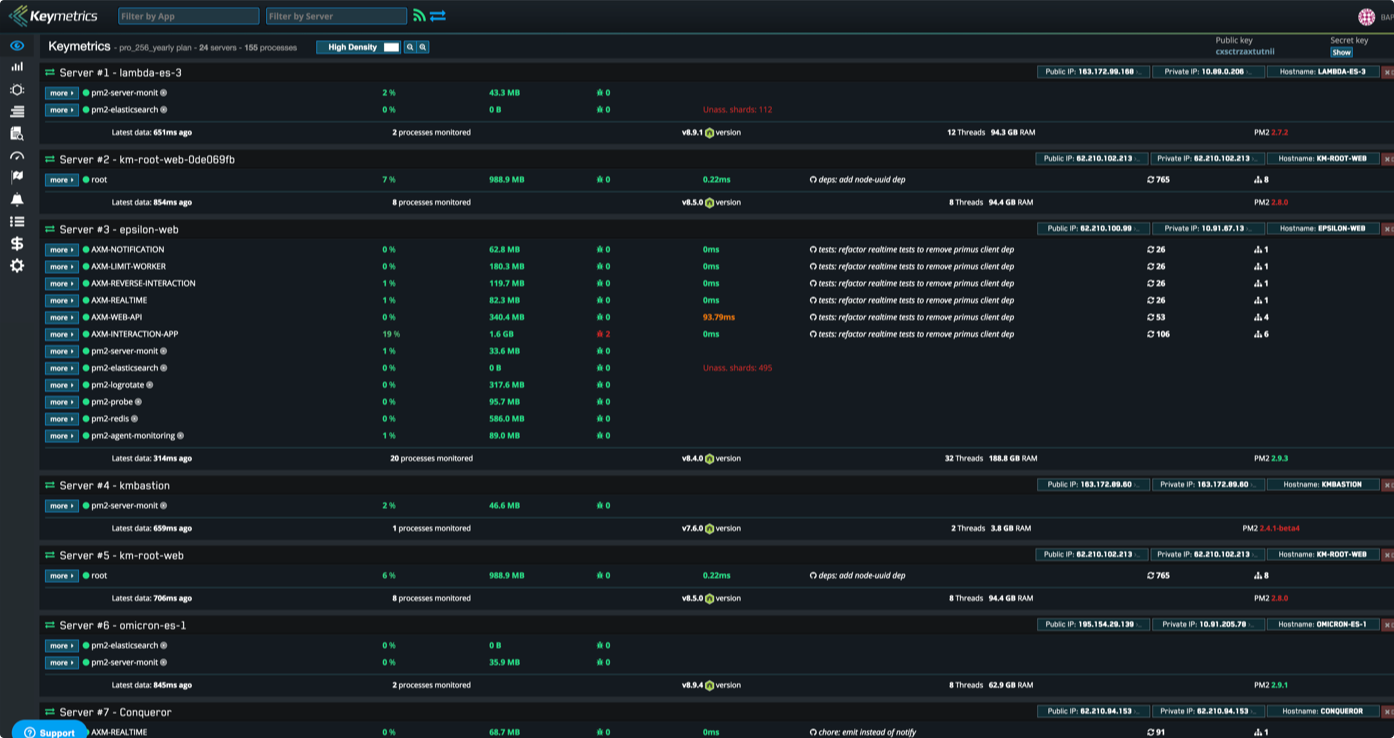 Keymetrics Filter by App Filter by Server
Keymetrics - pro_256_yearly plan - 24 servers - 155 processes High Density Public key Secret key
cxsctrzaxtutnil Show
Server #1 - lambda-es-3 Public IP: 163.172.99.168 Private IP: 10.89.0.206 Hostname: LAMBDA-ES-3
more pm2-server-monit 2 % 43.3 MB 0
more pm2-elasticsearch 0 % 0 B 0 Unass. shards: 112
Latest data: 651ms ago 2 processes monitored v8.9.1 version 12 Threads 94.3 GB RAM PM2 2.7.2
Server #2 - km-root-web-0de069fb Public IP: 62.210.102.213 Private IP: 62.210.102.213 Hostname: KM-ROOT-WEB
more root 7 % 988.9 MB 0 0.22ms deps: add node-uuid dep 765 8
Latest data: 854ms ago 8 processes monitored v8.5.0 version 8 Threads 94.4 GB RAM PM2 2.8.0
Server #3 - epsilon-web Public IP: 62.210.100.99 Private IP: 10.91.67.13 Hostname: EPSILON-WEB
more AXM-NOTIFICATION 0 % 62.8 MB 0 0ms tests: refactor realtime tests to remove primus client dep 26 1
more AXM-LIMIT-WORKER 0 % 180.3 MB 0 0ms tests: refactor realtime tests to remove primus client dep 26 1
more AXM-REVERSE-INTERACTION 1 % 119.7 MB 0 0ms tests: refactor realtime tests to remove primus client dep 26 1
more AXM-REALTIME 1 % 82.3 MB 0 0ms tests: refactor realtime tests to remove primus client dep 26 1
more AXM-WEB-API 0 % 340.4 MB 0 93.79ms tests: refactor realtime tests to remove primus client dep 53 4
more AXM-INTERACTION-APP 19 % 1.6 GB 2 0ms tests: refactor realtime tests to remove primus client dep 106 6
more pm2-server-monit 1 % 33.6 MB 0
more pm2-elasticsearch 0 % 0 B 0 Unass. shards: 495
more pm2-logrotate 0 % 317.6 MB 0
more pm2-probe 0 % 95.7 MB 0
more pm2-redis 0 % 586.0 MB 0
more pm2-agent-monitoring 1 % 89.0 MB 0
Latest data: 314ms ago 20 processes monitored v8.4.0 version 32 Threads 188.8 GB RAM PM2 2.9.3
Server #4 - kmbastion Public IP: 163.172.89.60 Private IP: 163.172.89.60 Hostname: KMBASTION
more pm2-server-monit 2 % 46.6 MB 0
Latest data: 659ms ago 1 processes monitored v7.6.0 version 2 Threads 3.8 GB RAM PM2 2.4.1-beta4
Server #5 - km-root-web Public IP: 62.210.102.213 Private IP: 62.210.102.213 Hostname: KM-ROOT-WEB
more root 6 % 988.9 MB 0 0.22ms deps: add node-uuid dep 765 8
Latest data: 706ms ago 8 processes monitored v8.5.0 version 8 Threads 94.4 GB RAM PM2 2.8.0
Server #6 - omicron-es-1 Public IP: 195.154.29.139 Private IP: 10.91.205.78 Hostname: OMICRON-ES-1
more pm2-elasticsearch 0 % 0 B 0
more pm2-server-monit 0 % 35.9 MB 0
Latest data: 845ms ago 2 processes monitored v8.9.4 version 8 Threads 62.9 GB RAM PM2 2.9.1
Server #7 - Conqueror Public IP: 62.210.94.153 Private IP: 62.210.94.153 Hostname: CONQUEROR
Support AXM-REALTIME 0 % 68.7 MB 0 0ms chore: emit instead of notify 91 1